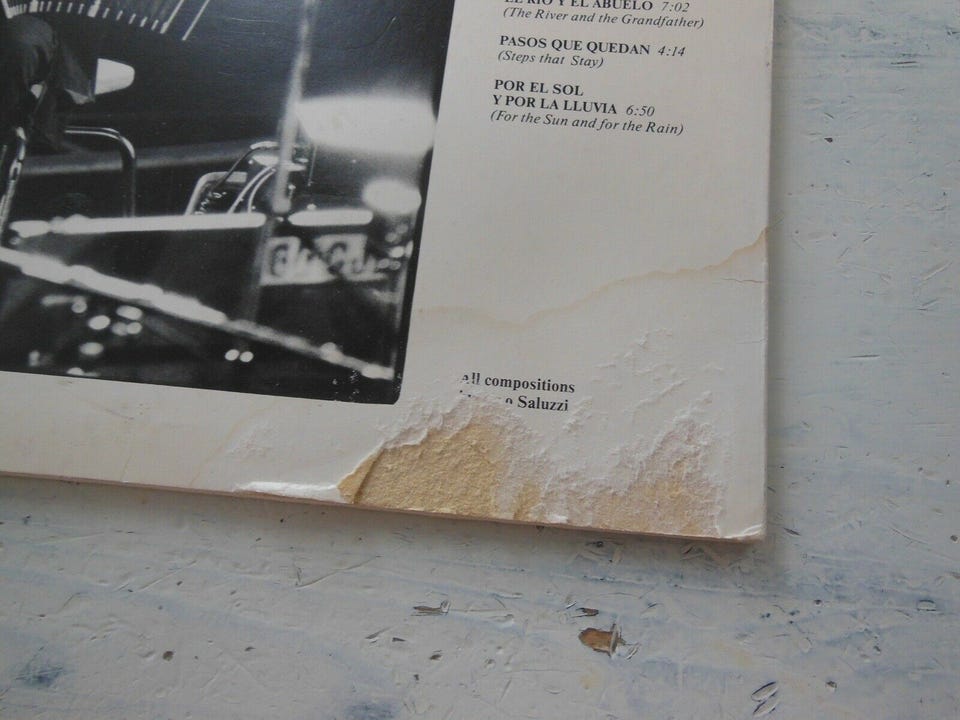 EL RIO Y EL ABUELO 7:02
(The River and the Grandfather)
PASOS QUE QUEDAN 4:14
(Steps that Stay)
POR EL SOL
Y POR LA LLUVIA 6:50
(For the Sun and for the Rain)
All compositions
Saluzzi